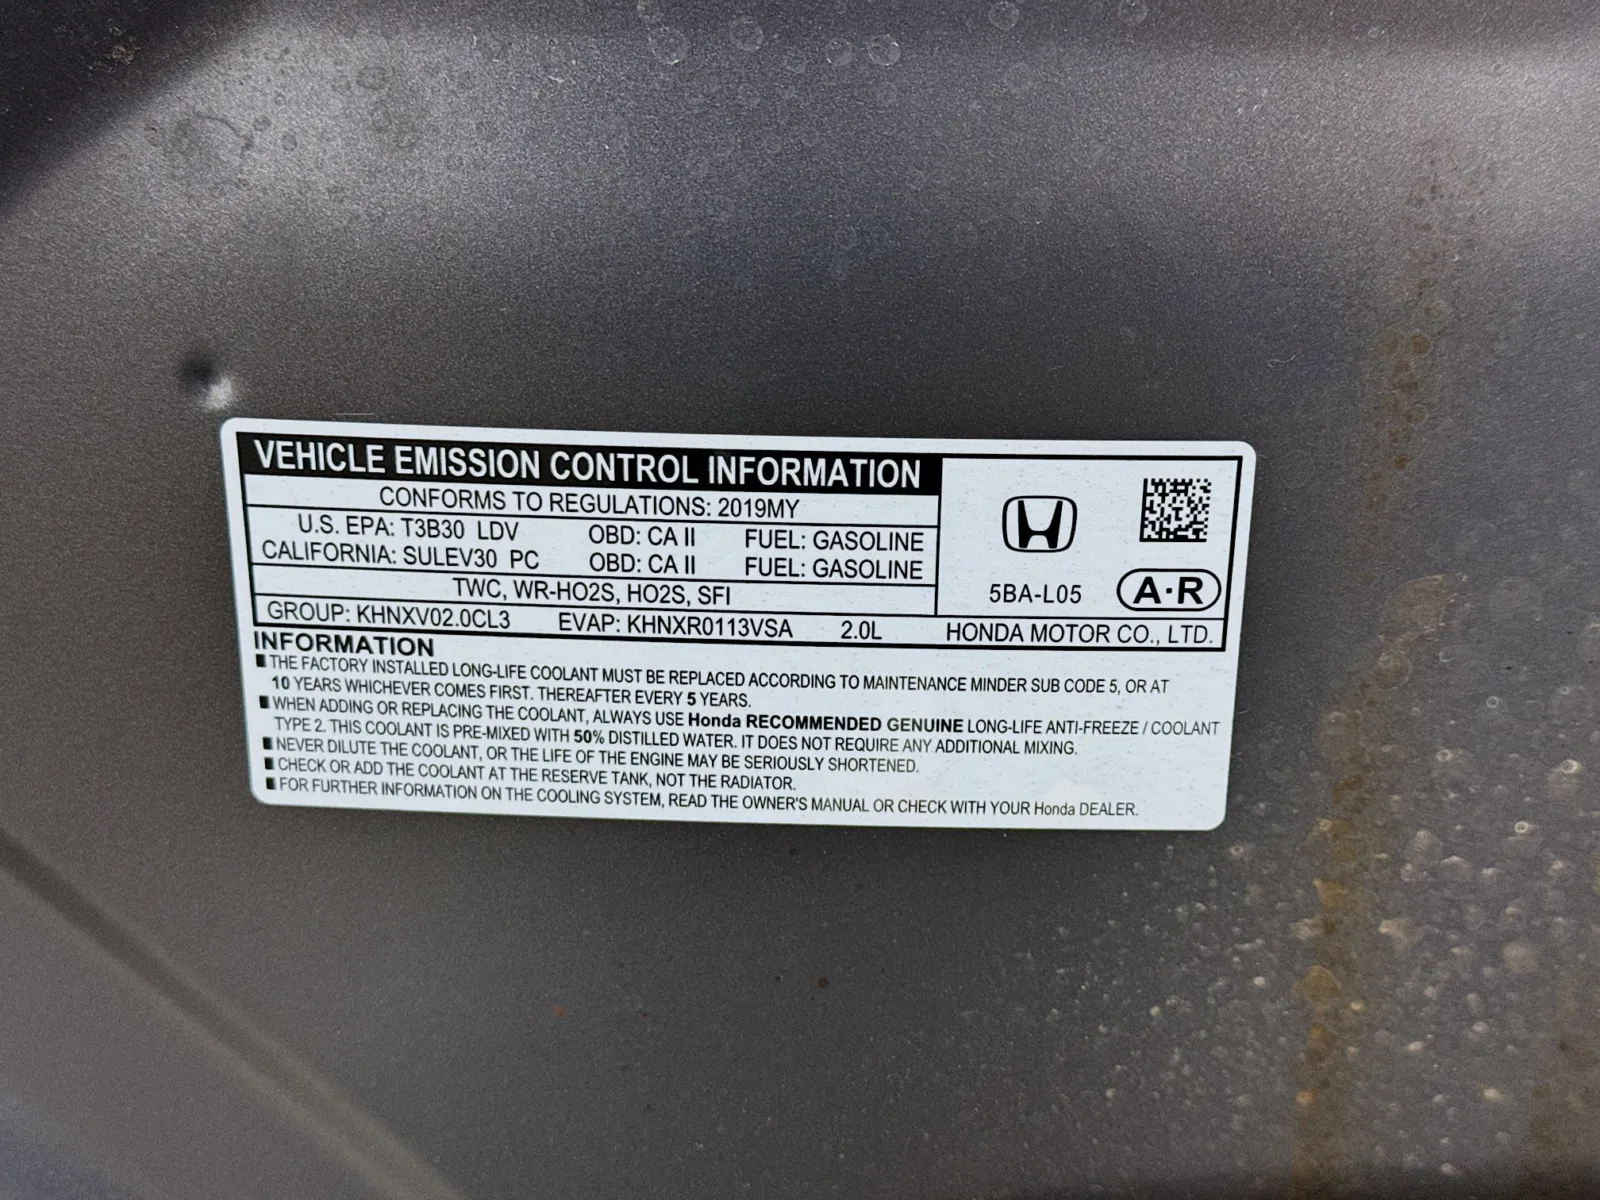 VEHICLE EMISSION CONTROL INFORMATION
CONFORMS TO REGULATIONS: 2019MY
U.S. EPA: T3B30 LDV OBD: CA II FUEL: GASOLINE
CALIFORNIA: SULEV30 PC OBD: CA II FUEL: GASOLINE
TWC, WR-HO2S, HO2S, SFI
5BA-L05 A·R
GROUP: KHNXV02.0CL3 EVAP: KHNXR0113VSA 2.0L HONDA MOTOR CO., LTD.
INFORMATION
■ THE FACTORY INSTALLED LONG-LIFE COOLANT MUST BE REPLACED ACCORDING TO MAINTENANCE MINDER SUB CODE 5, OR AT
10 YEARS WHICHEVER COMES FIRST. THEREAFTER EVERY 5 YEARS.
■ WHEN ADDING OR REPLACING THE COOLANT, ALWAYS USE Honda RECOMMENDED GENUINE LONG-LIFE ANTI-FREEZE / COOLANT
TYPE 2. THIS COOLANT IS PRE-MIXED WITH 50% DISTILLED WATER. IT DOES NOT REQUIRE ANY ADDITIONAL MIXING.
■ NEVER DILUTE THE COOLANT, OR THE LIFE OF THE ENGINE MAY BE SERIOUSLY SHORTENED.
■ CHECK OR ADD THE COOLANT AT THE RESERVE TANK, NOT THE RADIATOR.
■ FOR FURTHER INFORMATION ON THE COOLING SYSTEM, READ THE OWNER'S MANUAL OR CHECK WITH YOUR Honda DEALER.